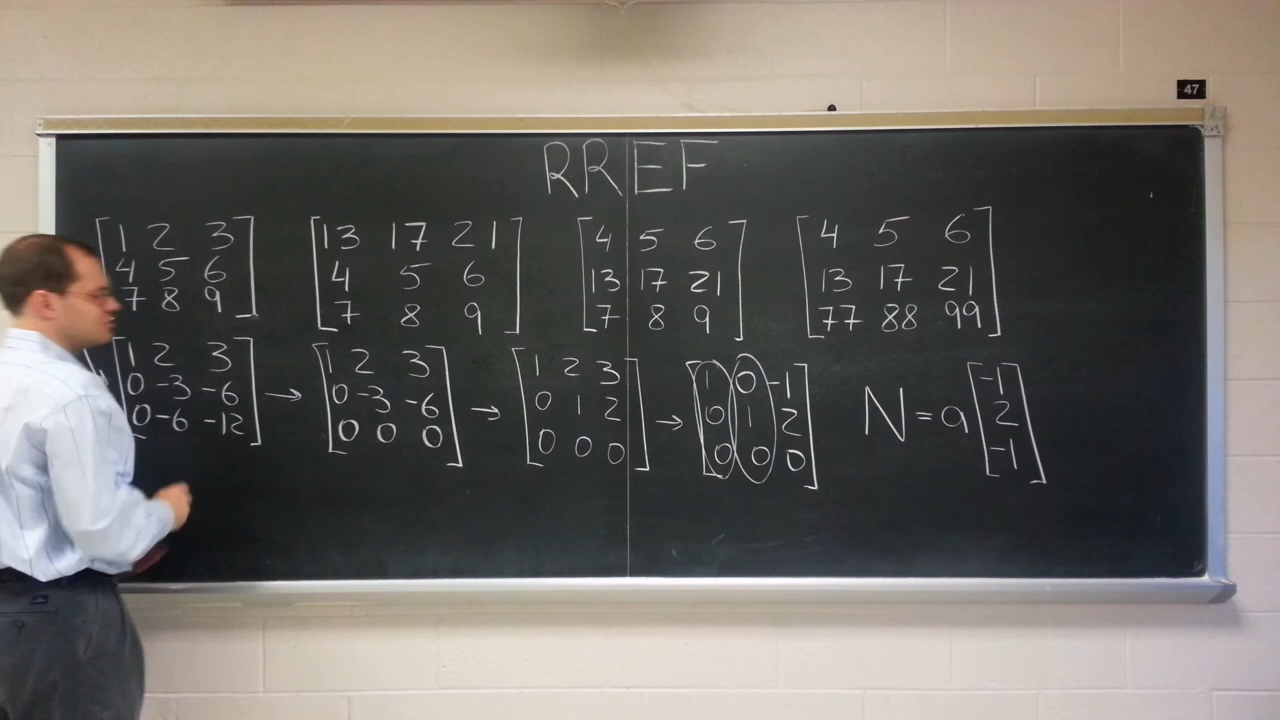 47
RREF
1 2 3 13 17 21 4 5 6 4 5 6
4 5 6 4 5 6 13 17 21 13 17 21
7 8 9 7 8 9 7 8 9 77 88 99
1 2 3 1 2 3 1 2 3 1 0 -1 -1
0 -3 -6 → 0 -3 -6 → 0 1 2 → 0 1 2 N = a 2
0 -6 -12 0 0 0 0 0 0 0 0 0 -1